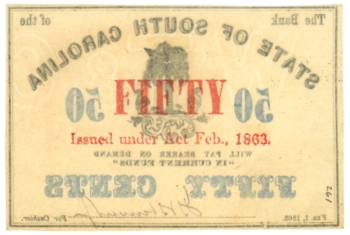 The Bank of the
STATE OF SOUTH CAROLINA
50 FIFTY 50
Issued under Act Feb., 1863.
WILL PAY BEARER ON DEMAND
"IN CURRENT FUNDS"
FIFTY CENTS
Feb. 1, 1863. For Cashier.
192